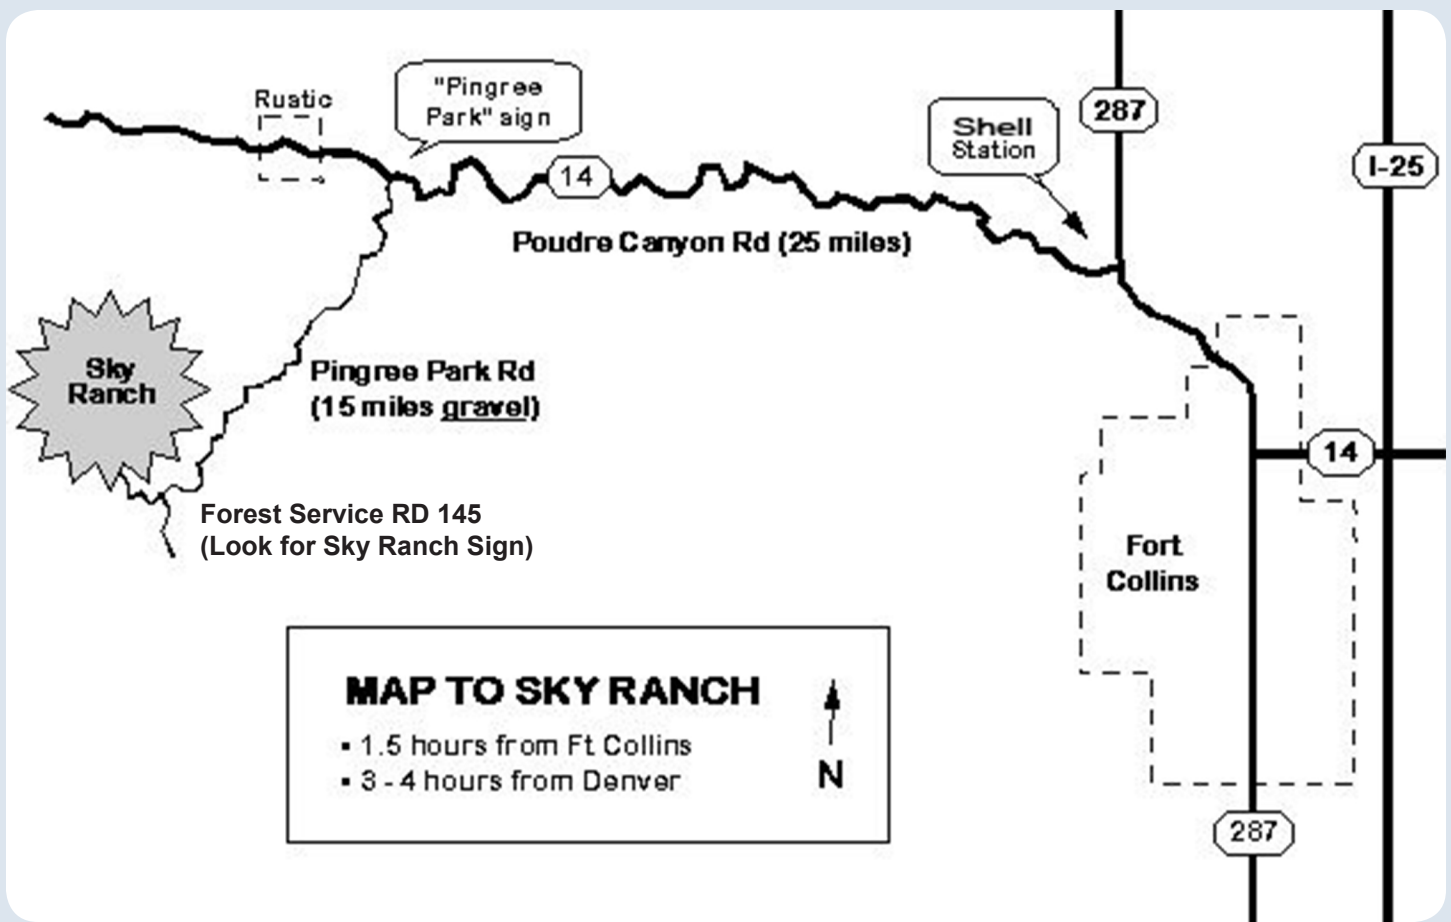 Rustic
"Pingree
Park" sign
14
Shell
Station
287
I-25
Poudre Canyon Rd (25 miles)
Sky
Ranch
Pingree Park Rd
(15 miles gravel)
14
Forest Service RD 145
(Look for Sky Ranch Sign)
Fort
Collins
MAP TO SKY RANCH
▪ 1.5 hours from Ft Collins
▪ 3 - 4 hours from Denver
N
287